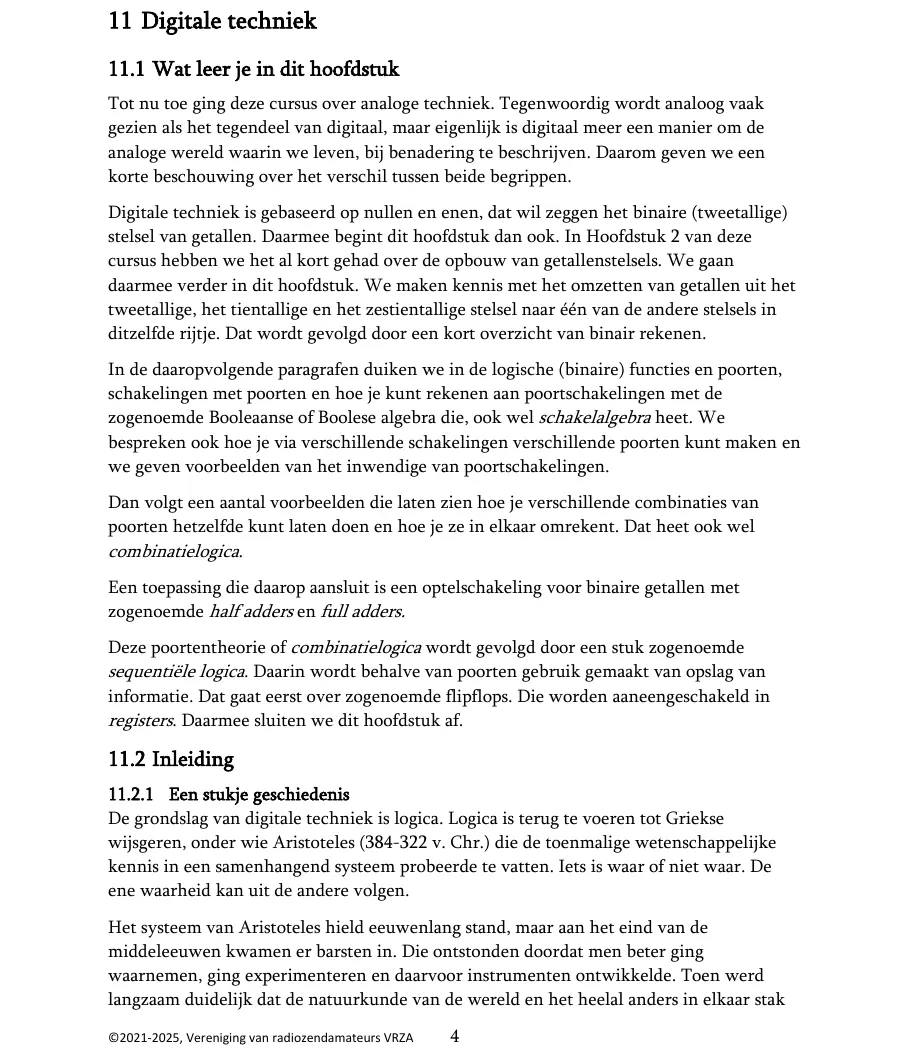 11 Digitale techniek
11.1 Wat leer je in dit hoofdstuk
Tot nu toe ging deze cursus over analoge techniek. Tegenwoordig wordt analoog vaak
gezien als het tegendeel van digitaal, maar eigenlijk is digitaal meer een manier om de
analoge wereld waarin we leven, bij benadering te beschrijven. Daarom geven we een
korte beschouwing over het verschil tussen beide begrippen.
Digitale techniek is gebaseerd op nullen en enen, dat wil zeggen het binaire (tweetallige)
stelsel van getallen. Daarmee begint dit hoofdstuk dan ook. In Hoofdstuk 2 van deze
cursus hebben we het al kort gehad over de opbouw van getallenstelsels. We gaan
daarmee verder in dit hoofdstuk. We maken kennis met het omzetten van getallen uit het
tweetallige, het tientallige en het zestientallige stelsel naar één van de andere stelsels in
ditzelfde rijtje. Dat wordt gevolgd door een kort overzicht van binair rekenen.
In de daaropvolgende paragrafen duiken we in de logische (binaire) functies en poorten,
schakelingen met poorten en hoe je kunt rekenen aan poortschakelingen met de
zogenoemde Booleaanse of Boolese algebra die, ook wel schakelalgebra heet. We
bespreken ook hoe je via verschillende schakelingen verschillende poorten kunt maken en
we geven voorbeelden van het inwendige van poortschakelingen.
Dan volgt een aantal voorbeelden die laten zien hoe je verschillende combinaties van
poorten hetzelfde kunt laten doen en hoe je ze in elkaar omrekent. Dat heet ook wel
combinatielogica.
Een toepassing die daarop aansluit is een optelschakeling voor binaire getallen met
zogenoemde half adders en full adders.
Deze poortentheorie of combinatielogica wordt gevolgd door een stuk zogenoemde
sequentiële logica. Daarin wordt behalve van poorten gebruik gemaakt van opslag van
informatie. Dat gaat eerst over zogenoemde flipflops. Die worden aaneengeschakeld in
registers. Daarmee sluiten we dit hoofdstuk af.
11.2 Inleiding
11.2.1 Een stukje geschiedenis
De grondslag van digitale techniek is logica. Logica is terug te voeren tot Griekse
wijsgeren, onder wie Aristoteles (384-322 v. Chr.) die de toenmalige wetenschappelijke
kennis in een samenhangend systeem probeerde te vatten. Iets is waar of niet waar. De
ene waarheid kan uit de andere volgen.
Het systeem van Aristoteles hield eeuwenlang stand, maar aan het eind van de
middeleeuwen kwamen er barsten in. Die ontstonden doordat men beter ging
waarnemen, ging experimenteren en daarvoor instrumenten ontwikkelde. Toen werd
langzaam duidelijk dat de natuurkunde van de wereld en het heelal anders in elkaar stak
©2021-2025, Vereniging van radiozendamateurs VRZA 4